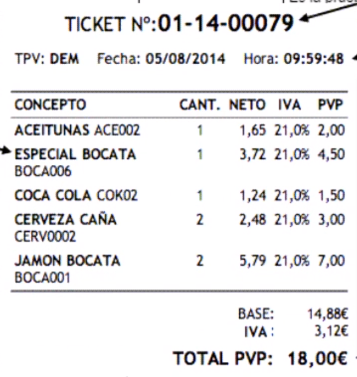 TICKET Nº:01-14-00079
TPV: DEM Fecha: 05/08/2014 Hora: 09:59:48
CONCEPTO CANT. NETO IVA PVP
ACEITUNAS ACE002 1 1,65 21,0% 2,00
ESPECIAL BOCATA 1 3,72 21,0% 4,50
BOCA006
COCA COLA COK02 1 1,24 21,0% 1,50
CERVEZA CAÑA 2 2,48 21,0% 3,00
CERV0002
JAMON BOCATA 2 5,79 21,0% 7,00
BOCA001
BASE: 14,88€
IVA : 3,12€
TOTAL PVP: 18,00€